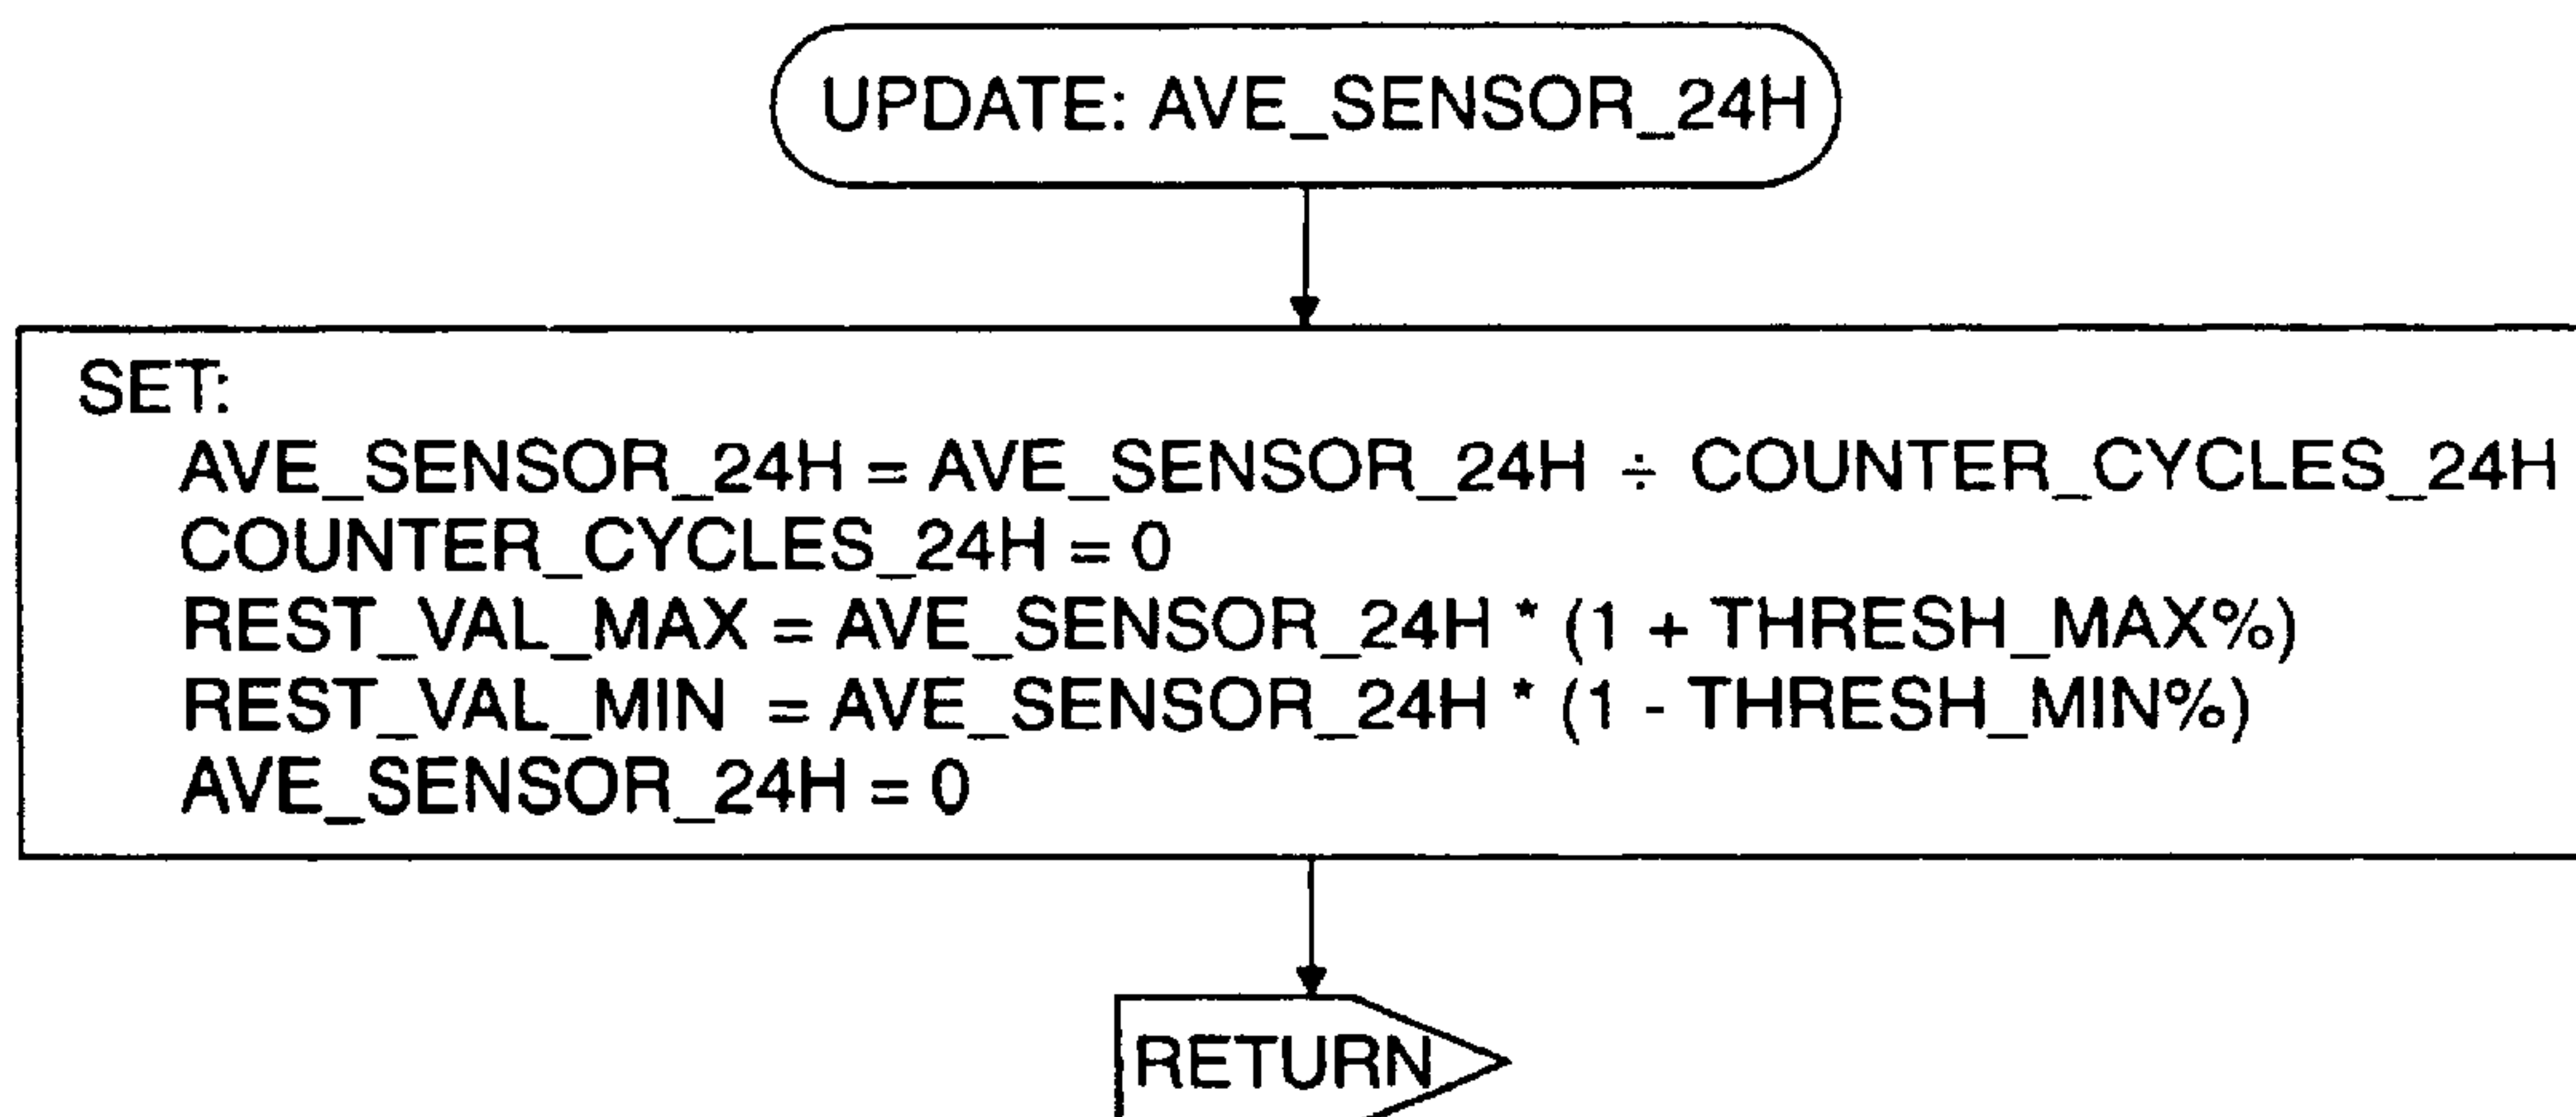 UPDATE: AVE_SENSOR_24H
SET:
AVE_SENSOR_24H = AVE_SENSOR_24H ÷ COUNTER_CYCLES_24H
COUNTER_CYCLES_24H = 0
REST_VAL_MAX = AVE_SENSOR_24H * (1 + THRESH_MAX%)
REST_VAL_MIN = AVE_SENSOR_24H * (1 - THRESH_MIN%)
AVE_SENSOR_24H = 0
RETURN